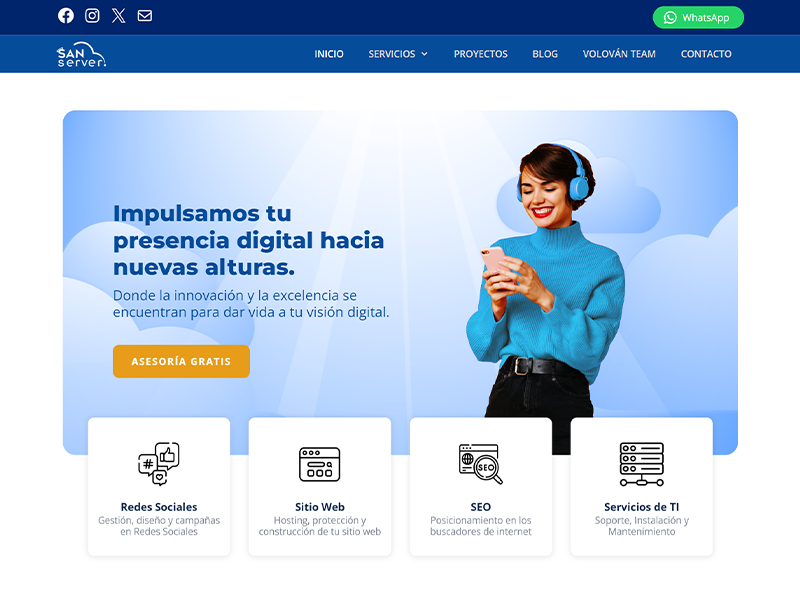 WhatsApp
SAN
server.
INICIO
SERVICIOS
PROYECTOS
BLOG
VOLOVÁN TEAM
CONTACTO
Impulsamos tu
presencia digital hacia
nuevas alturas.
Donde la innovación y la excelencia se
encuentran para dar vida a tu visión digital.
ASESORÍA GRATIS
#
Redes Sociales
Gestión, diseño y campañas
en Redes Sociales
Sitio Web
Hosting, protección y
construcción de tu sitio web
SEO
SEO
Posicionamiento en los
buscadores de internet
Servicios de TI
Soporte, Instalación y
Mantenimiento